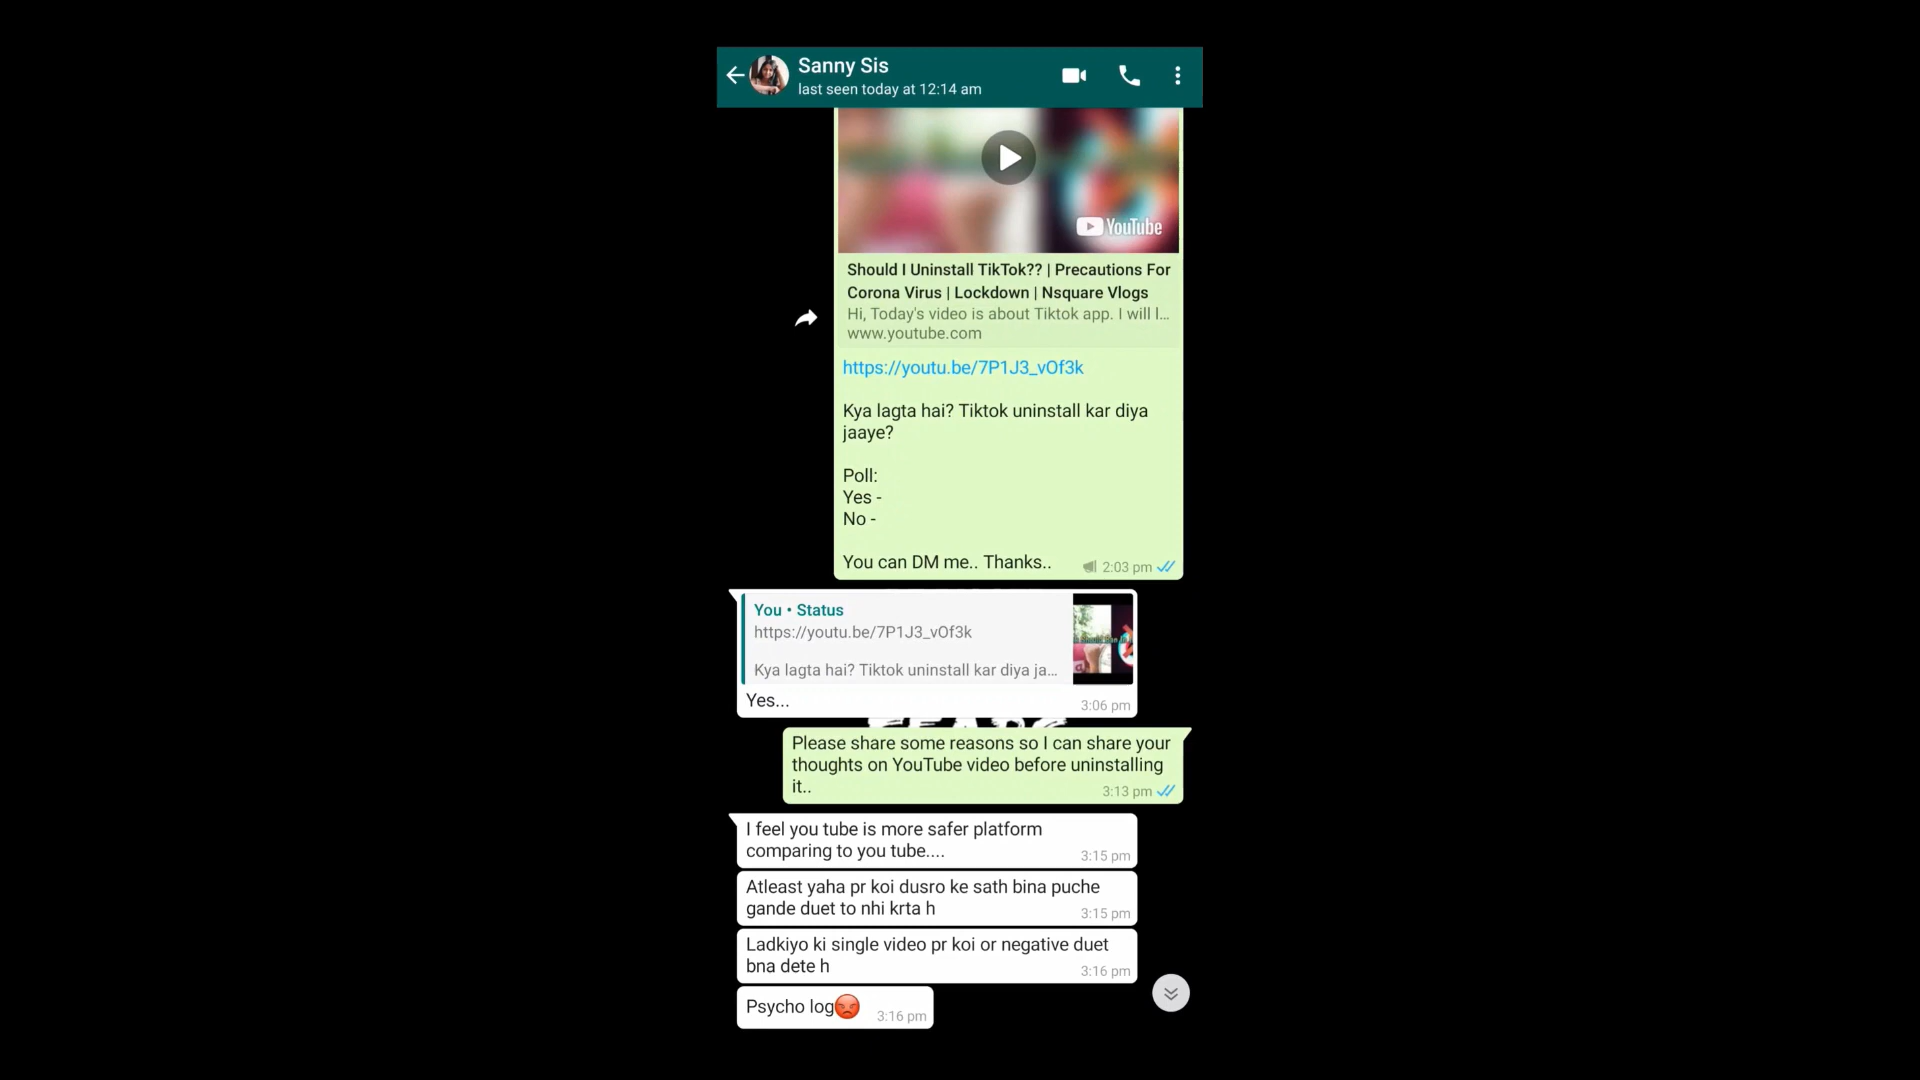 Sanny Sis
last seen today at 12:14 am
YouTube
Should I Uninstall TikTok?? | Precautions For
Corona Virus | Lockdown | Nsquare Vlogs
Hi, Today's video is about Tiktok app. I will l...
www.youtube.com
https://youtu.be/7P1J3_vOf3k
Kya lagta hai? Tiktok uninstall kar diya
jaaye?
Poll:
Yes -
No -
You can DM me.. Thanks..
2:03 pm
You • Status
https://youtu.be/7P1J3_vOf3k
Kya lagta hai? Tiktok uninstall kar diya ja...
Yes...
3:06 pm
Please share some reasons so I can share your
thoughts on YouTube video before uninstalling
it..
3:13 pm
I feel you tube is more safer platform
comparing to you tube....
3:15 pm
Atleast yaha pr koi dusro ke sath bina puche
gande duet to nhi krta h
3:15 pm
Ladkiyo ki single video pr koi or negative duet
bna dete h
3:16 pm
Psycho log😡
3:16 pm